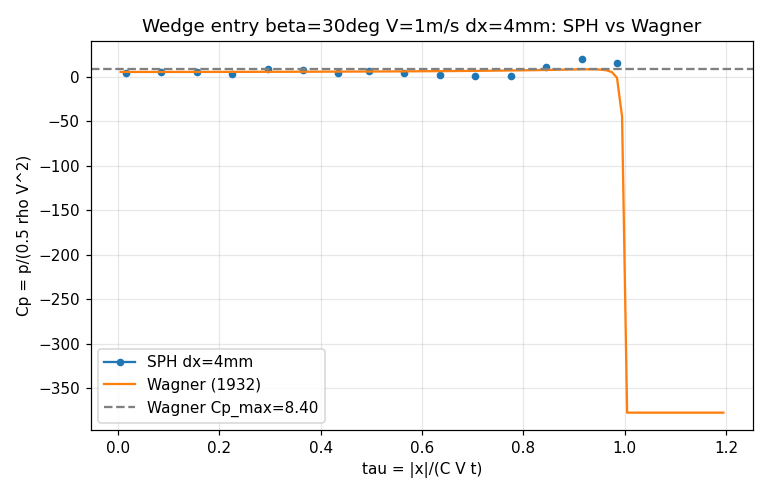 Wedge entry beta=30deg V=1m/s dx=4mm: SPH vs Wagner
Cp = p/(0.5 rho V^2)
0
−50
−100
−150
−200
−250
−300
−350
SPH dx=4mm
Wagner (1932)
Wagner Cp_max=8.40
0.0 0.2 0.4 0.6 0.8 1.0 1.2
tau = |x|/(C V t)